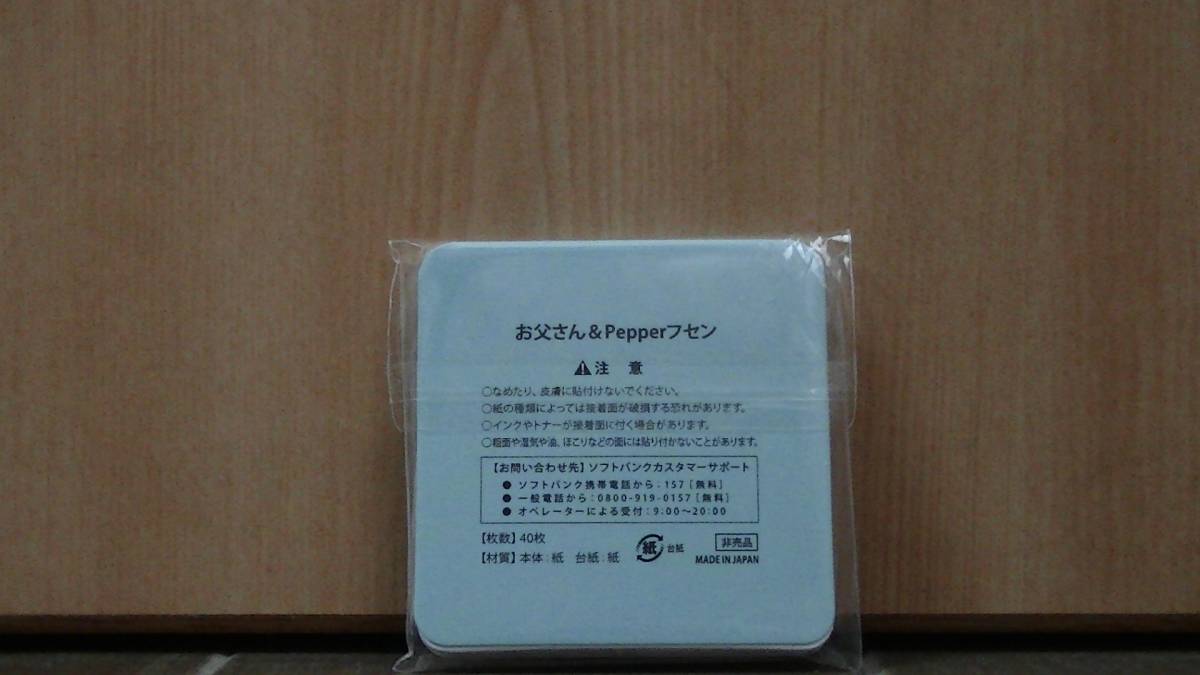 お父さん&Pepperフセン
注 意
○なめたり、皮膚に貼付けないでください。
○紙の種類によっては接着面が破損する恐れがあります。
○インクやトナーが接着面に付く場合があります。
○粗面や湿気や油、ほこりなどの面には貼り付かないことがあります。
【お問い合わせ先】ソフトバンクカスタマーサポート
● ソフトバンク携帯電話から:157[無料]
● 一般電話から:0800-919-0157[無料]
● オペレーターによる受付:9:00〜20:00
【枚数】40枚
【材質】本体:紙 台紙:紙
紙 台紙
非売品
MADE IN JAPAN